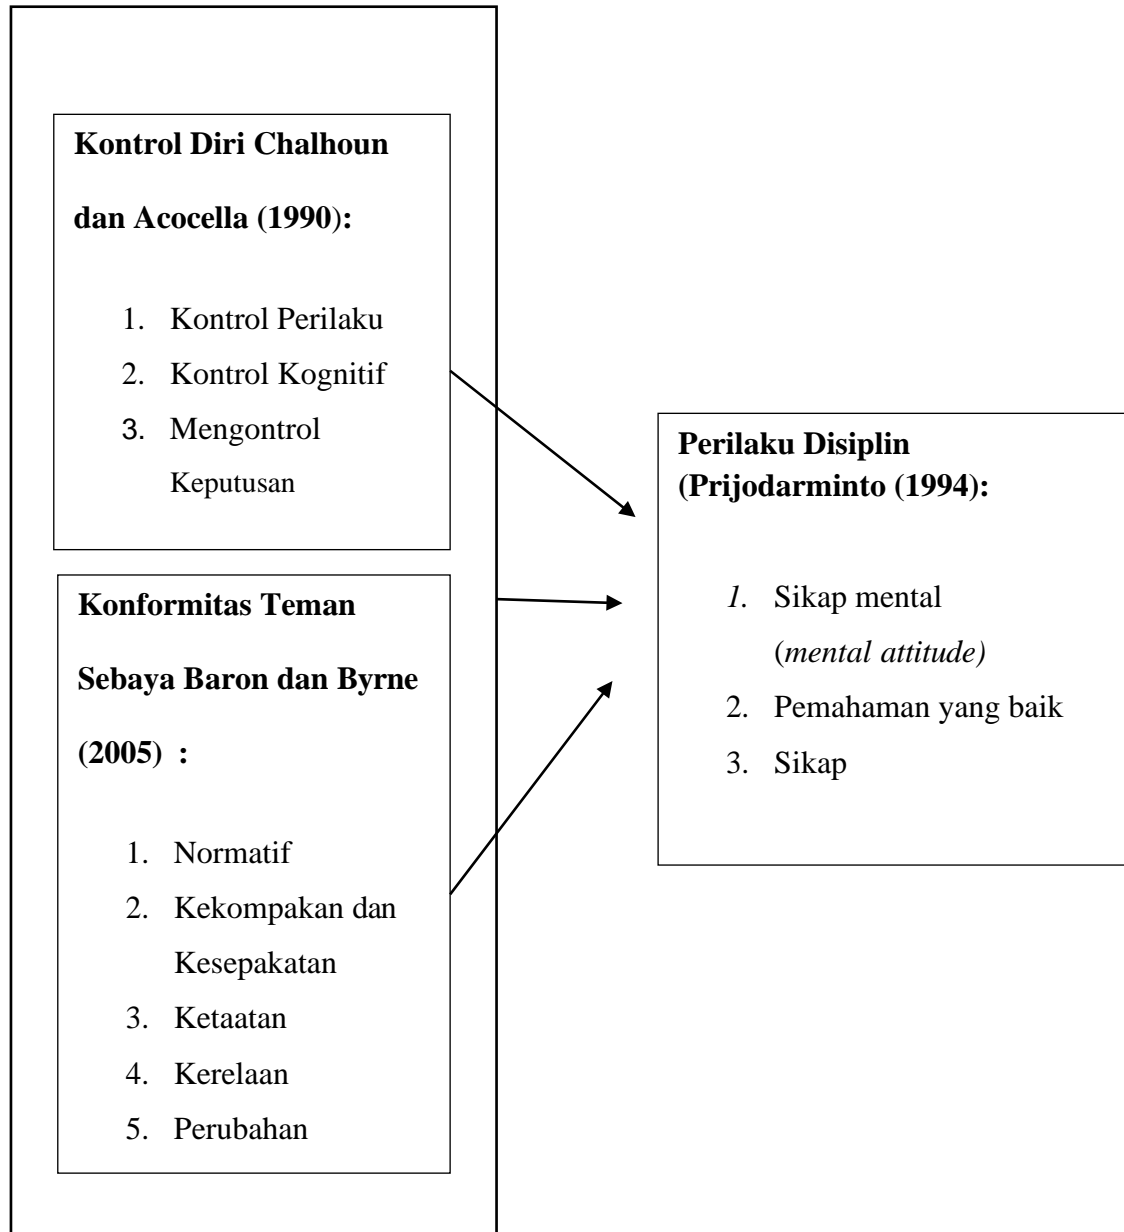 Kontrol Diri Chalhoun
dan Acocella (1990):
1. Kontrol Perilaku
2. Kontrol Kognitif
3. Mengontrol
Keputusan
Konformitas Teman
Sebaya Baron dan Byrne
(2005) :
1. Normatif
2. Kekompakan dan
Kesepakatan
3. Ketaatan
4. Kerelaan
5. Perubahan
Perilaku Disiplin
(Prijodarminto (1994):
1. Sikap mental
(mental attitude)
2. Pemahaman yang baik
3. Sikap